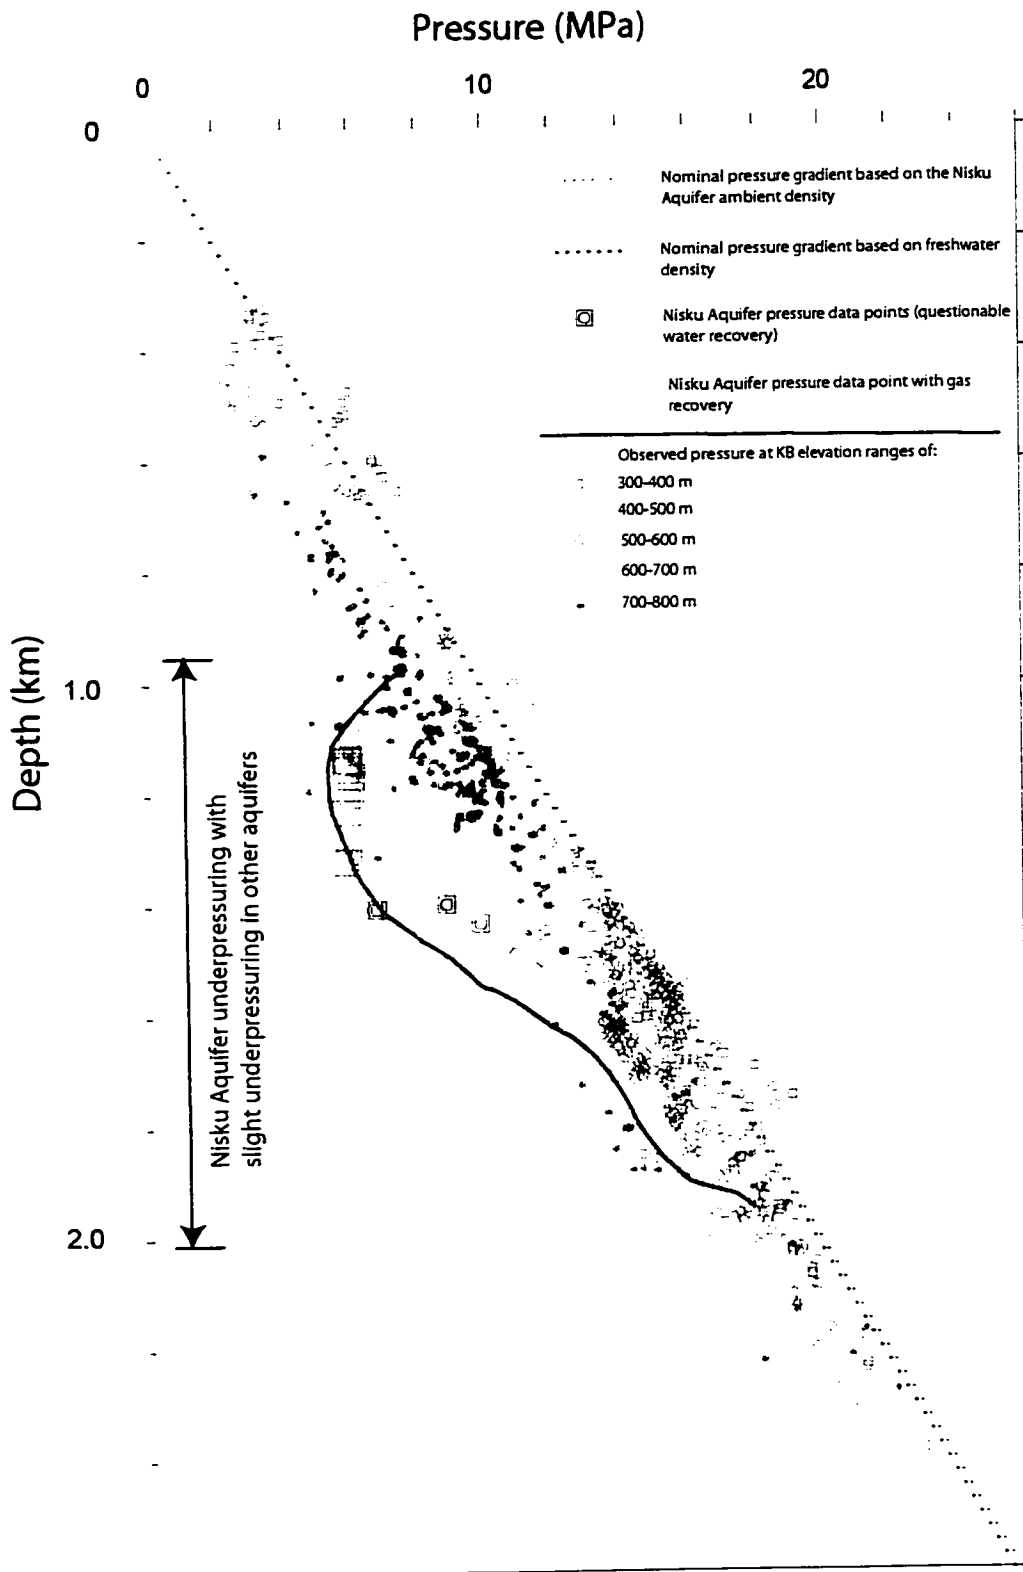 Pressure (MPa)
0
10
20
0
Nominal pressure gradient based on the Nisku
Aquifer ambient density
Nominal pressure gradient based on freshwater
density
Nisku Aquifer pressure data points (questionable
water recovery)
Nisku Aquifer pressure data point with gas
recovery
Observed pressure at KB elevation ranges of:
300-400 m
400-500 m
500-600 m
600-700 m
700-800 m
Depth (km)
1.0
Nisku Aquifer underpressuring with
slight underpressuring in other aquifers
2.0